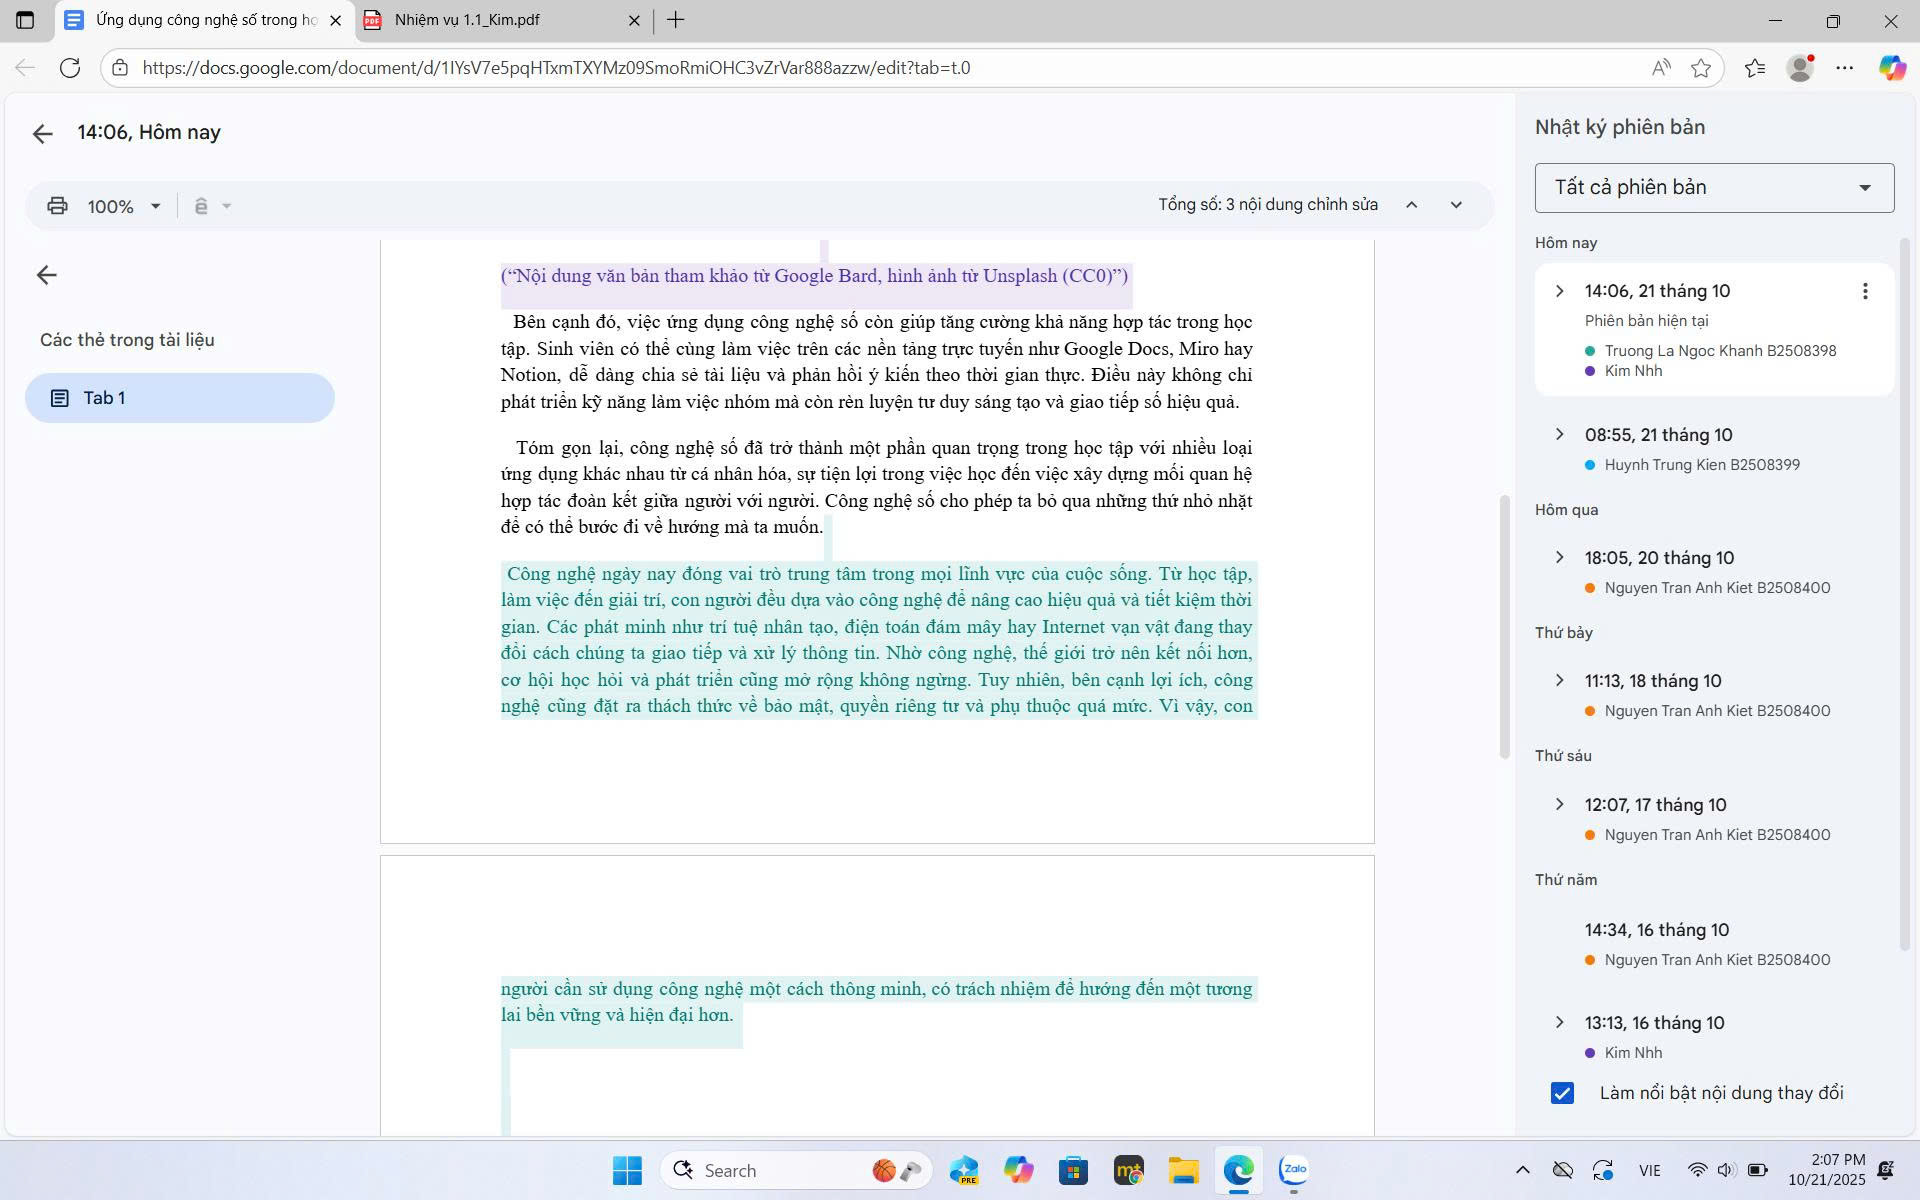 Ứng dụng công nghệ số trong họ
Nhiệm vụ 1.1_Kim.pdf
https://docs.google.com/document/d/1IYsV7e5pqHTxmTXYMz09SmoRmiOHC3vZrVar888azzw/edit?tab=t.0
14:06, Hôm nay
100%
Tổng số: 3 nội dung chỉnh sửa
Các thẻ trong tài liệu
Tab 1
(“Nội dung văn bản tham khảo từ Google Bard, hình ảnh từ Unsplash (CC0)”)
Bên cạnh đó, việc ứng dụng công nghệ số còn giúp tăng cường khả năng hợp tác trong học
tập. Sinh viên có thể cùng làm việc trên các nền tảng trực tuyến như Google Docs, Miro hay
Notion, dễ dàng chia sẻ tài liệu và phản hồi ý kiến theo thời gian thực. Điều này không chỉ
phát triển kỹ năng làm việc nhóm mà còn rèn luyện tư duy sáng tạo và giao tiếp số hiệu quả.
Tóm gọn lại, công nghệ số đã trở thành một phần quan trọng trong học tập với nhiều loại
ứng dụng khác nhau từ cá nhân hóa, sự tiện lợi trong việc học đến việc xây dựng mối quan hệ
hợp tác đoàn kết giữa người với người. Công nghệ số cho phép ta bỏ qua những thứ nhỏ nhặt
để có thể bước đi về hướng mà ta muốn.
Công nghệ ngày nay đóng vai trò trung tâm trong mọi lĩnh vực của cuộc sống. Từ học tập,
làm việc đến giải trí, con người đều dựa vào công nghệ để nâng cao hiệu quả và tiết kiệm thời
gian. Các phát minh như trí tuệ nhân tạo, điện toán đám mây hay Internet vạn vật đang thay
đổi cách chúng ta giao tiếp và xử lý thông tin. Nhờ công nghệ, thế giới trở nên kết nối hơn,
cơ hội học hỏi và phát triển cũng mở rộng không ngừng. Tuy nhiên, bên cạnh lợi ích, công
nghệ cũng đặt ra thách thức về bảo mật, quyền riêng tư và phụ thuộc quá mức. Vì vậy, con
người cần sử dụng công nghệ một cách thông minh, có trách nhiệm để hướng đến một tương
lai bền vững và hiện đại hơn.
Nhật ký phiên bản
Tất cả phiên bản
Hôm nay
14:06, 21 tháng 10
Phiên bản hiện tại
Truong La Ngoc Khanh B2508398
Kim Nhh
08:55, 21 tháng 10
Huynh Trung Kien B2508399
Hôm qua
18:05, 20 tháng 10
Nguyen Tran Anh Kiet B2508400
Thứ bảy
11:13, 18 tháng 10
Nguyen Tran Anh Kiet B2508400
Thứ sáu
12:07, 17 tháng 10
Nguyen Tran Anh Kiet B2508400
Thứ năm
14:34, 16 tháng 10
Nguyen Tran Anh Kiet B2508400
13:13, 16 tháng 10
Kim Nhh
Làm nổi bật nội dung thay đổi
Search
PRE
mt
Zalo
VIE
2:07 PM
10/21/2025